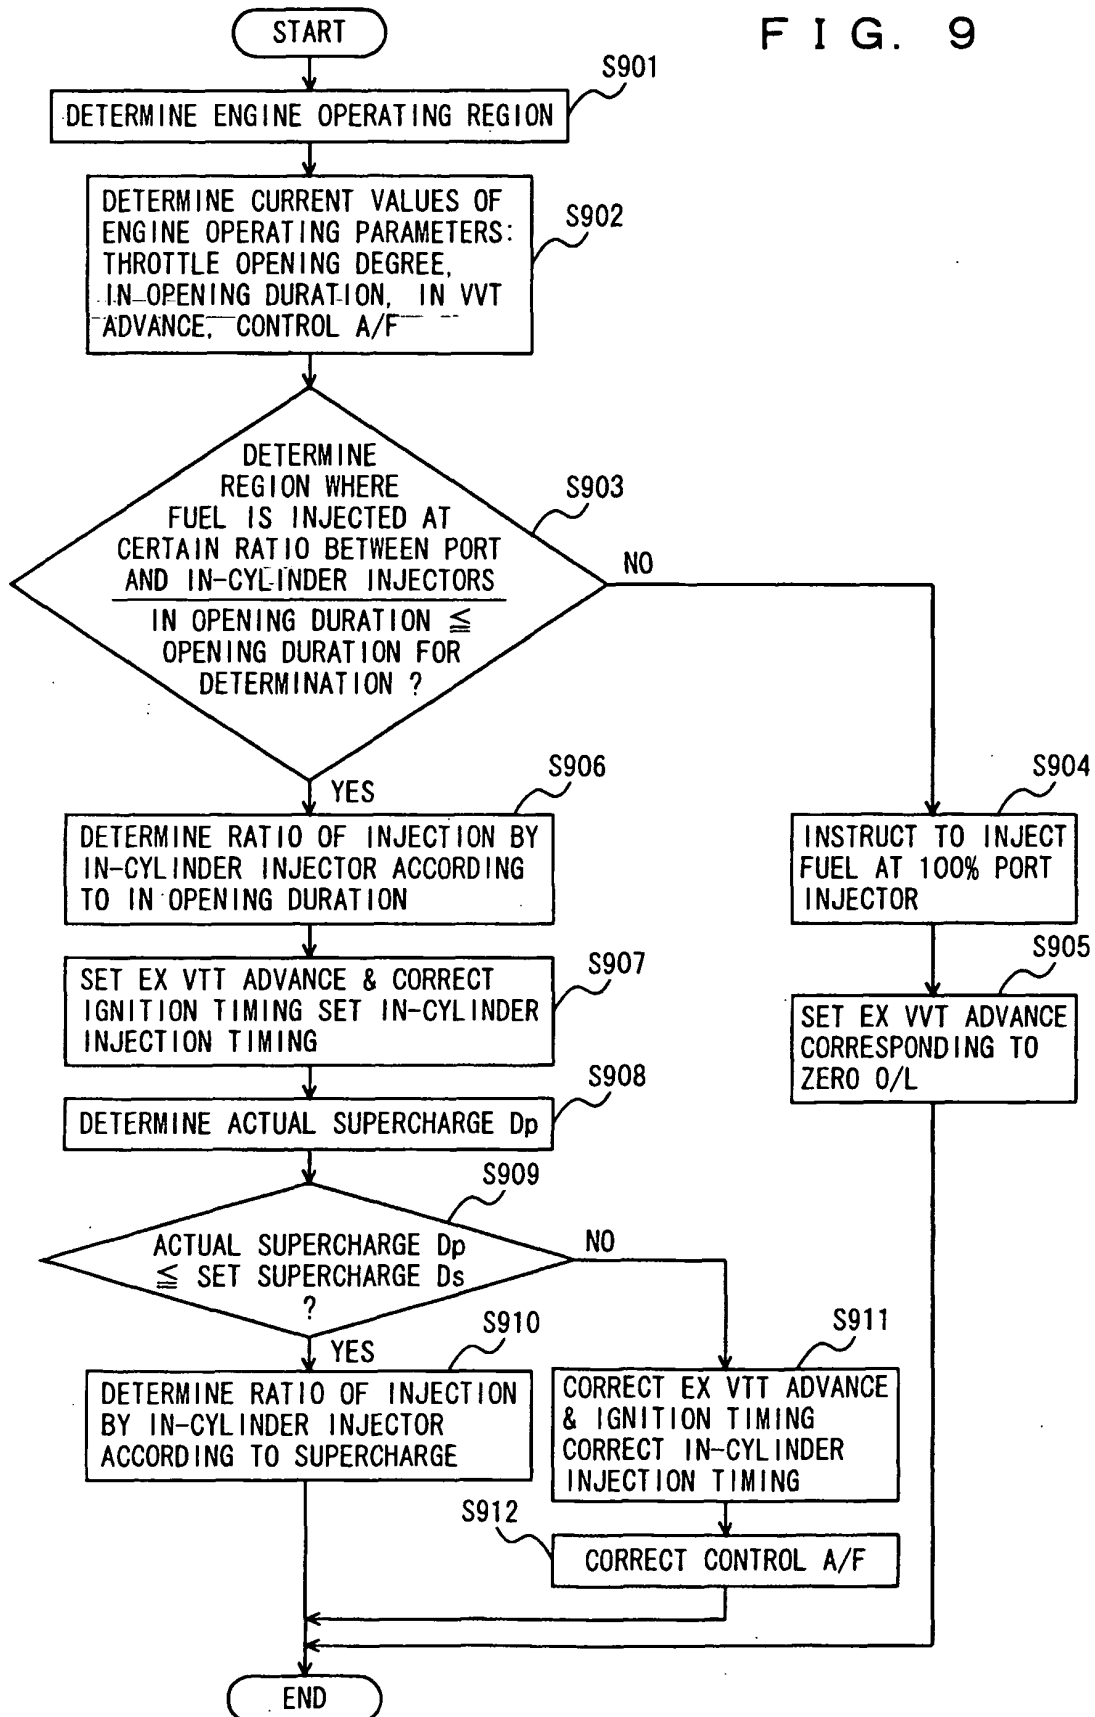 FIG. 9
START
S901
DETERMINE ENGINE OPERATING REGION
S902
DETERMINE CURRENT VALUES OF
ENGINE OPERATING PARAMETERS:
THROTTLE OPENING DEGREE,
IN OPENING DURATION, IN VVT
ADVANCE, CONTROL A/F
S903
DETERMINE
REGION WHERE
FUEL IS INJECTED AT
CERTAIN RATIO BETWEEN PORT
AND IN-CYLINDER INJECTORS
IN OPENING DURATION ≦
OPENING DURATION FOR
DETERMINATION ?
NO
YES
S906
DETERMINE RATIO OF INJECTION BY
IN-CYLINDER INJECTOR ACCORDING
TO IN OPENING DURATION
S904
INSTRUCT TO INJECT
FUEL AT 100% PORT
INJECTOR
S907
SET EX VTT ADVANCE & CORRECT
IGNITION TIMING SET IN-CYLINDER
INJECTION TIMING
S905
SET EX VVT ADVANCE
CORRESPONDING TO
ZERO O/L
S908
DETERMINE ACTUAL SUPERCHARGE Dp
S909
ACTUAL SUPERCHARGE Dp
≦ SET SUPERCHARGE Ds
?
NO
YES
S910
DETERMINE RATIO OF INJECTION
BY IN-CYLINDER INJECTOR
ACCORDING TO SUPERCHARGE
S911
CORRECT EX VTT ADVANCE
& IGNITION TIMING
CORRECT IN-CYLINDER
INJECTION TIMING
S912
CORRECT CONTROL A/F
END